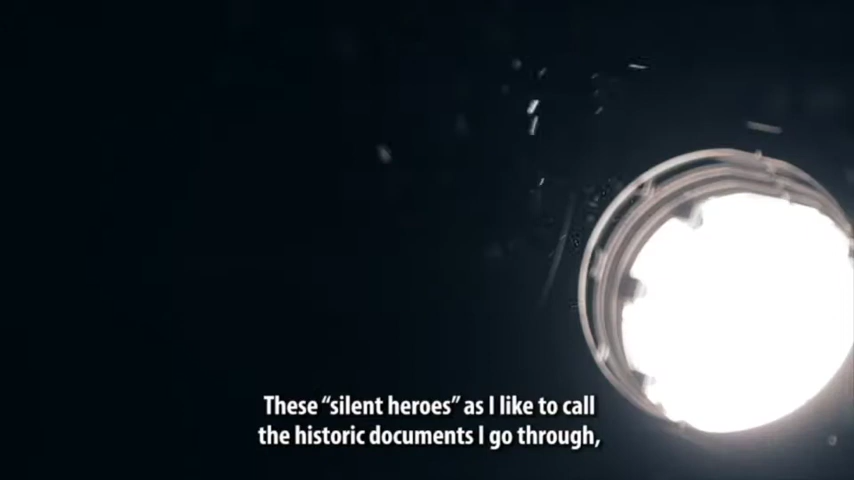 These “silent heroes” as I like to call
the historic documents I go through,